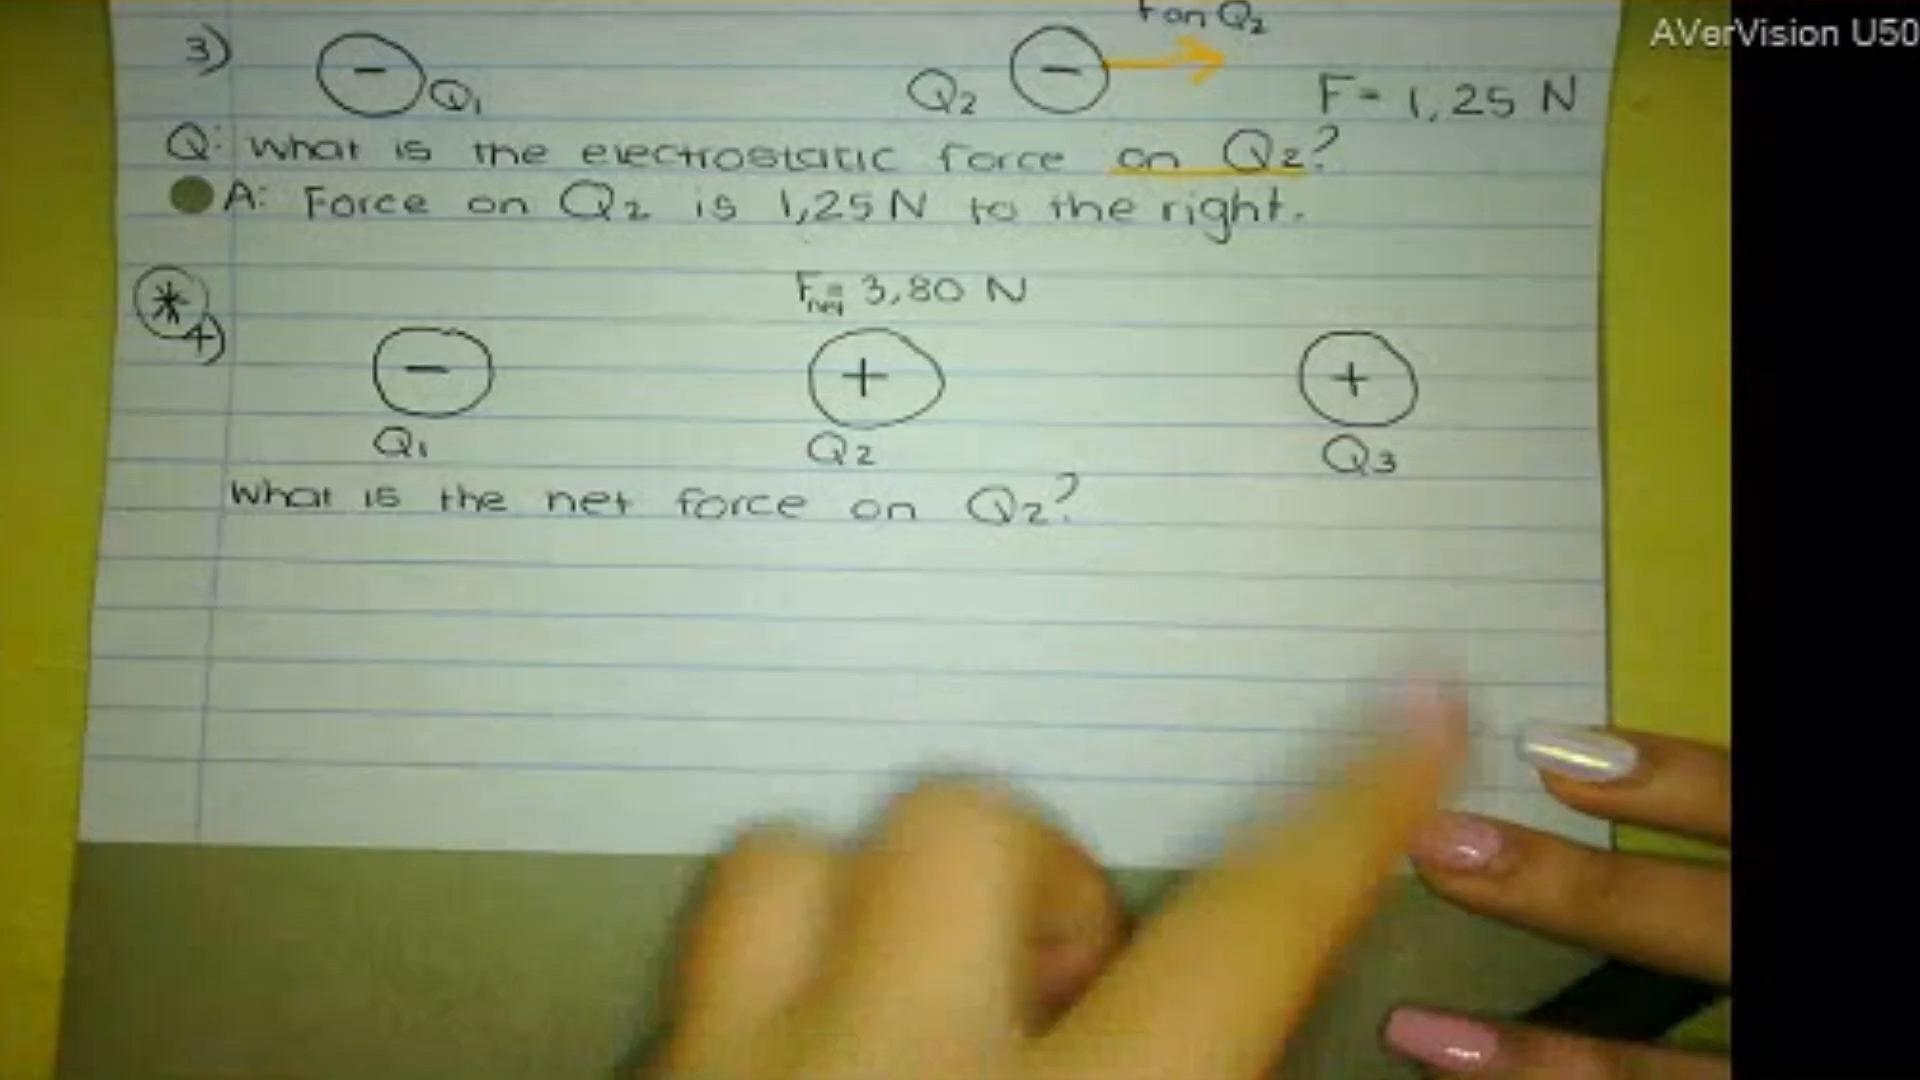 F on Q2
AVerVision U50
3) - Q1 Q2 - F = 1,25 N
Q: What is the electrostatic force on Q2?
A: Force on Q2 is 1,25 N to the right.
* 4)
Fnet = 3,80 N
- + +
Q1 Q2 Q3
What is the net force on Q2?